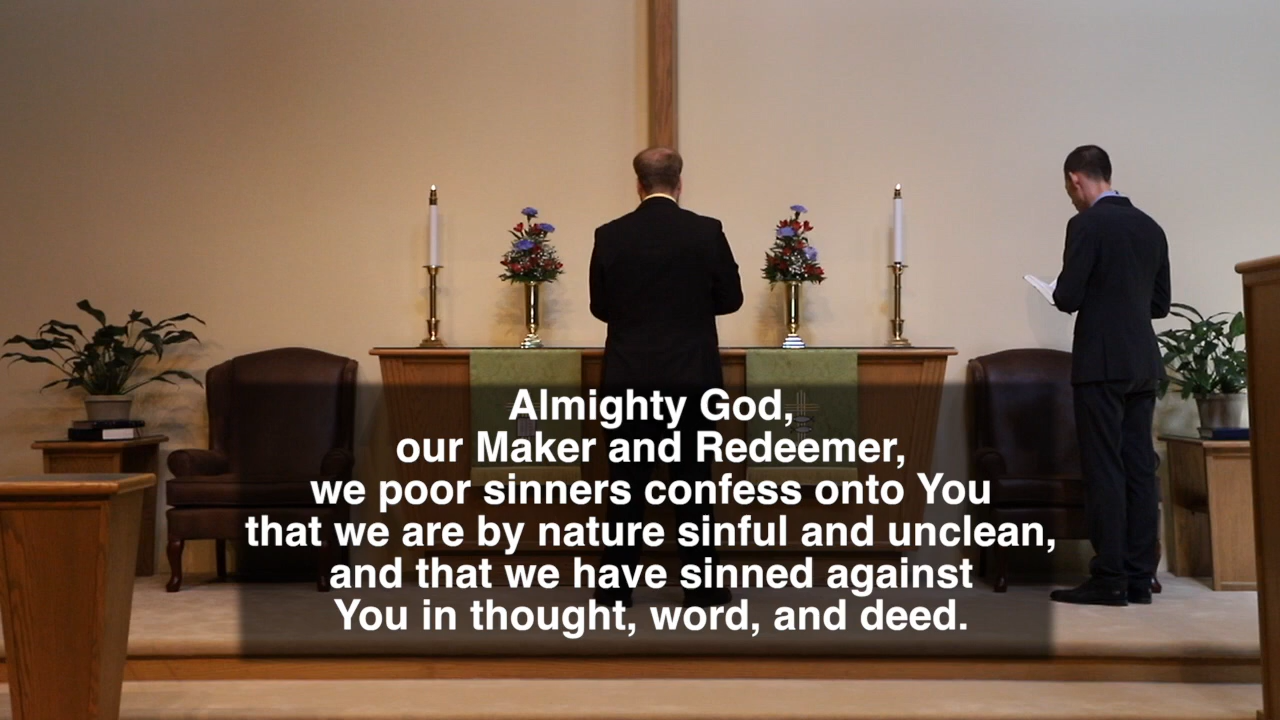 Almighty God,
our Maker and Redeemer,
we poor sinners confess onto You
that we are by nature sinful and unclean,
and that we have sinned against
You in thought, word, and deed.